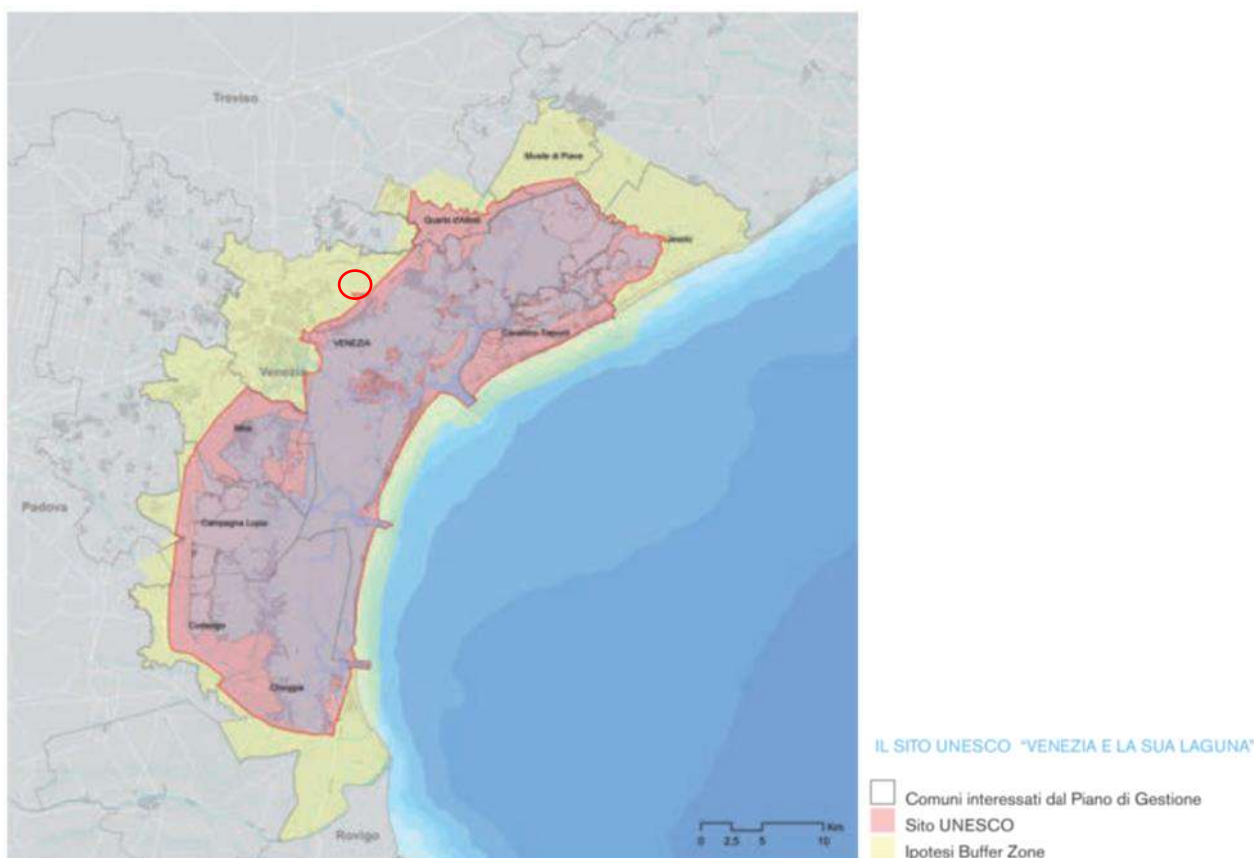 Treviso
Musile di Piave
Quarto d'Altino
Jesolo
Cavallino Treporti
VENEZIA
Venezia
Mira
Padova
Campagna Lupia
Codevigo
Chioggia
Rovigo
0 2,5 5 10 Km
IL SITO UNESCO "VENEZIA E LA SUA LAGUNA"
Comuni interessati dal Piano di Gestione
Sito UNESCO
Ipotesi Buffer Zone